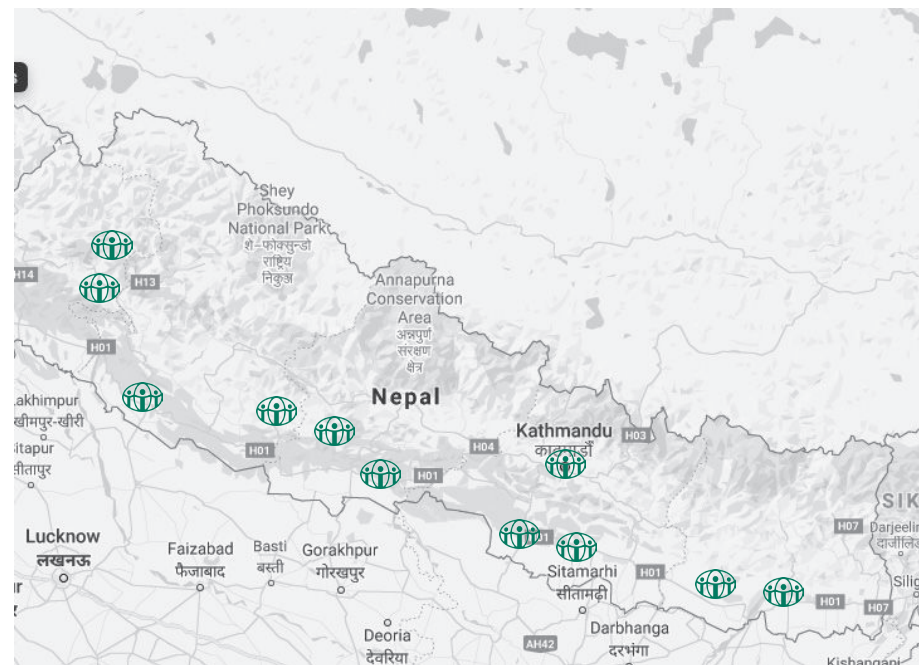 s
Shey
Phoksundo
National Park
शे-फोक्सुन्डो
राष्ट्रिय
निकुञ्ज
H14
H13
Annapurna
Conservation
Area
अन्नपूर्ण
संरक्षण
क्षेत्र
H01
Nepal
akhimpur
खीमपुर-खीरी
Kathmandu
H03
H04
H01
H01
itapur
सीतापुर
SIK
H07
Darjeelin
Lucknow
लखनऊ
Faizabad
फैजाबाद
Basti
बस्ती
Gorakhpur
गोरखपुर
Sitamarhi
सीतामढ़ी
H01
Silig
H01
H07
Deoria
देवरिया
AH42
Darbhanga
दरभंगा
Kishanganj